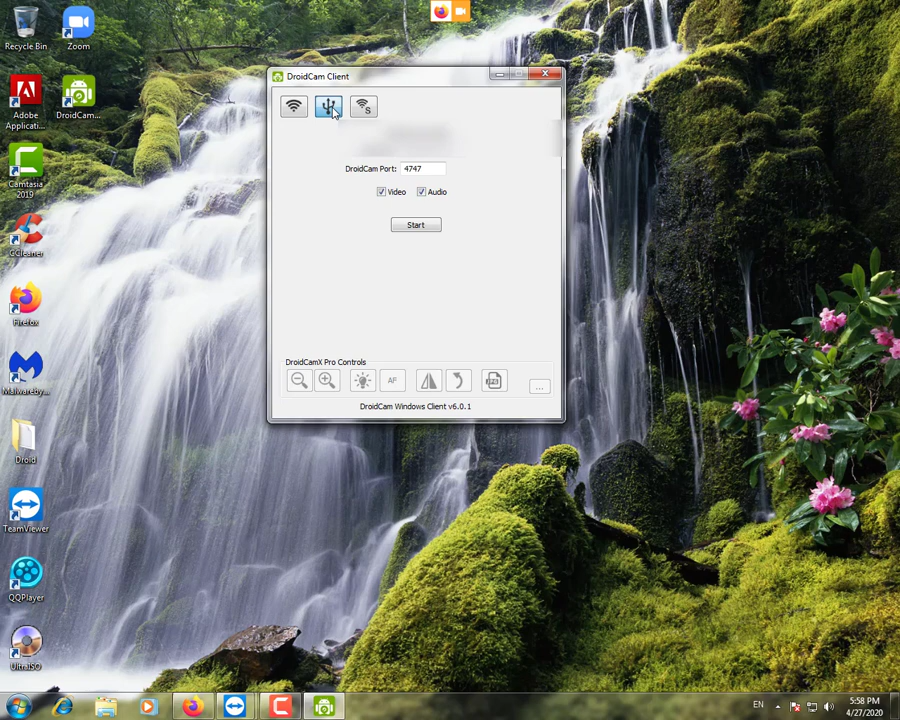 Recycle Bin
Zoom
Adobe
Applicati...
DroidCam...
Camtasia
2019
CCleaner
Firefox
Malwareby...
Droid
TeamViewer
QQPlayer
UltraISO
DroidCam Client
S
DroidCam Port: 4747
Video Audio
Start
DroidCamX Pro Controls
AF
JPG
...
DroidCam Windows Client v6.0.1
EN
5:58 PM
4/27/2020